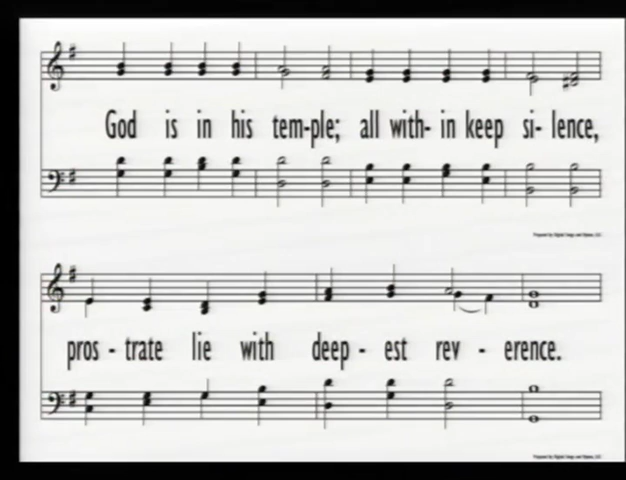 God is in his tem-ple; all with- in keep si- lence,
pros - trate lie with deep - est rev - erence.